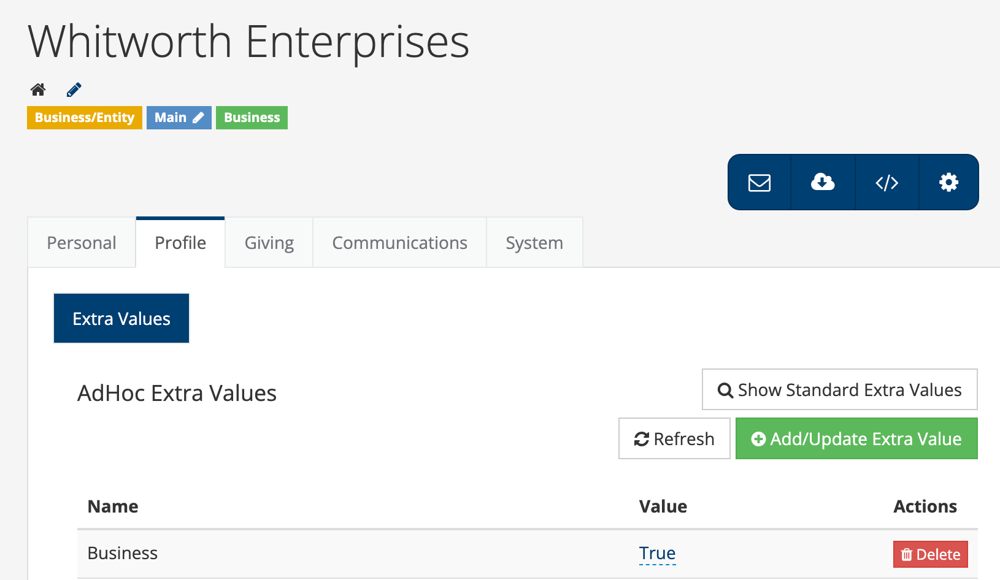 Whitworth Enterprises
Business/Entity Main Business
Personal Profile Giving Communications System
Extra Values
AdHoc Extra Values
Show Standard Extra Values
Refresh Add/Update Extra Value
Name Value Actions
Business True Delete